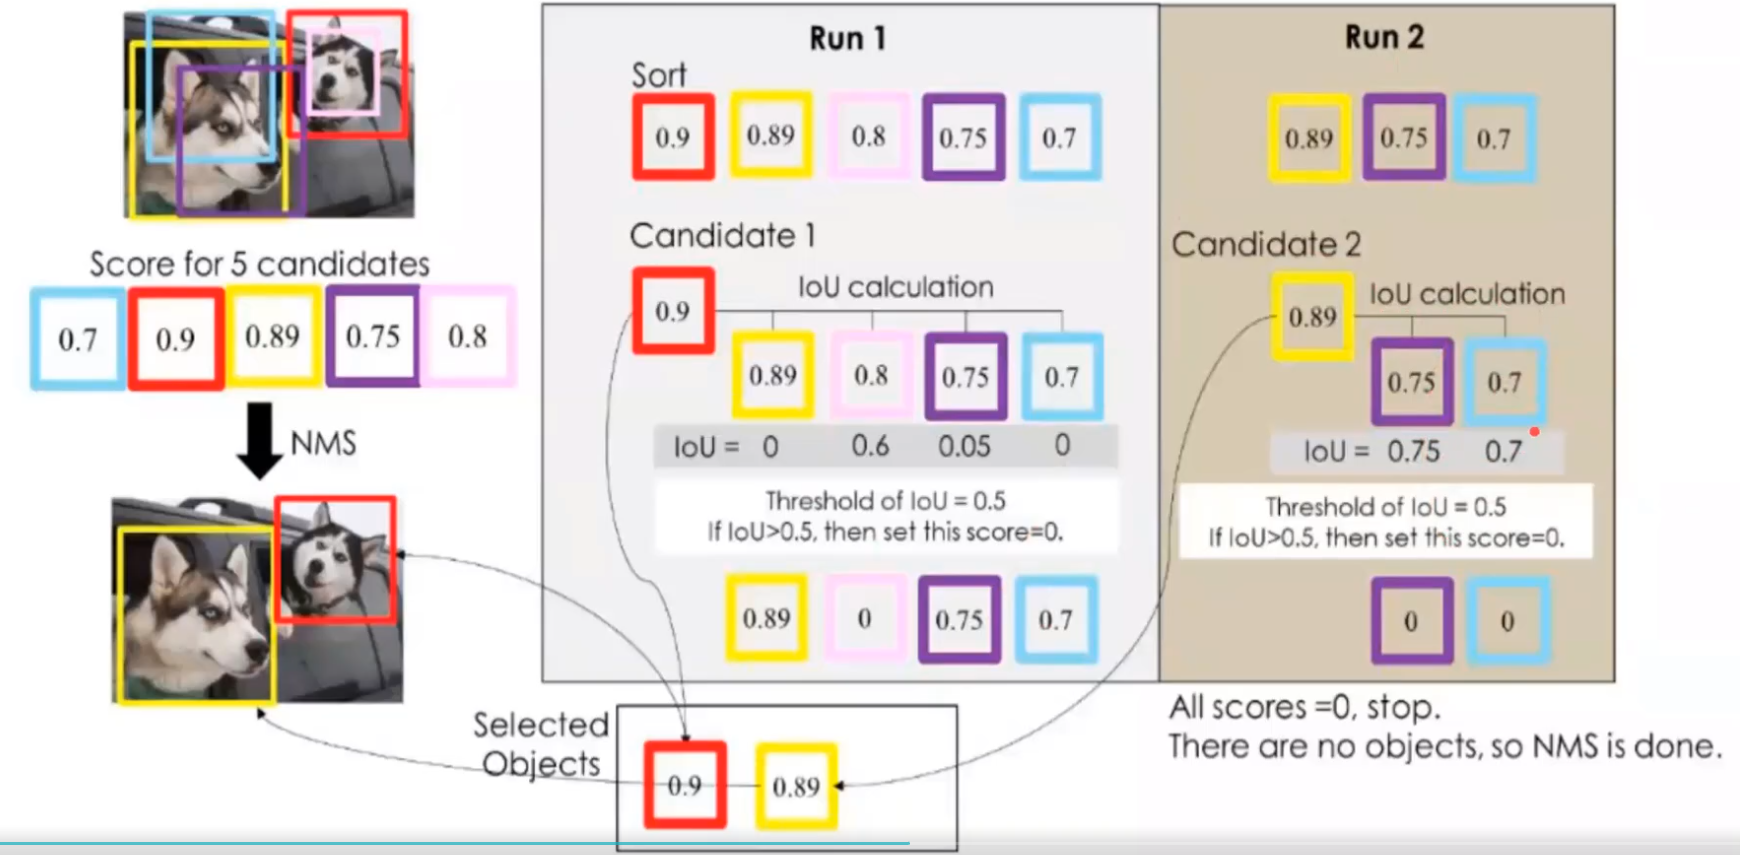 Score for 5 candidates
0.7 0.9 0.89 0.75 0.8
NMS
Run 1
Sort
0.9 0.89 0.8 0.75 0.7
Candidate 1
0.9
IoU calculation
0.89 0.8 0.75 0.7
IoU = 0 0.6 0.05 0
Threshold of IoU = 0.5
If IoU>0.5, then set this score=0.
0.89 0 0.75 0.7
Run 2
0.89 0.75 0.7
Candidate 2
0.89
IoU calculation
0.75 0.7
IoU = 0.75 0.7
Threshold of IoU = 0.5
If IoU>0.5, then set this score=0.
0 0
All scores =0, stop.
There are no objects, so NMS is done.
Selected
Objects
0.9 0.89